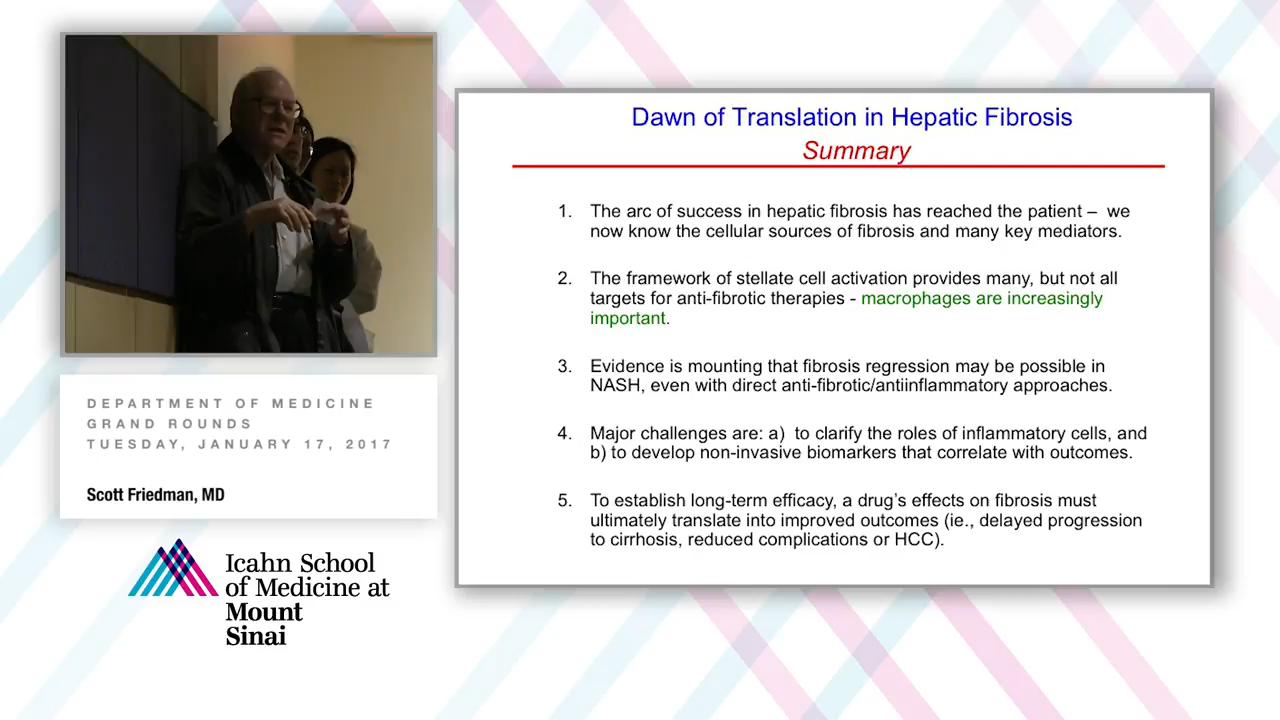 DEPARTMENT OF MEDICINE
GRAND ROUNDS
TUESDAY, JANUARY 17, 2017
Scott Friedman, MD
Icahn School
of Medicine at
Mount
Sinai
Dawn of Translation in Hepatic Fibrosis
Summary
1. The arc of success in hepatic fibrosis has reached the patient – we
now know the cellular sources of fibrosis and many key mediators.
2. The framework of stellate cell activation provides many, but not all
targets for anti-fibrotic therapies - macrophages are increasingly
important.
3. Evidence is mounting that fibrosis regression may be possible in
NASH, even with direct anti-fibrotic/antiinflammatory approaches.
4. Major challenges are: a) to clarify the roles of inflammatory cells, and
b) to develop non-invasive biomarkers that correlate with outcomes.
5. To establish long-term efficacy, a drug's effects on fibrosis must
ultimately translate into improved outcomes (ie., delayed progression
to cirrhosis, reduced complications or HCC).